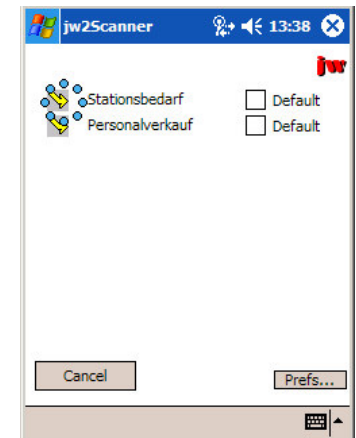 jw2Scanner 13:38
jw
Stationsbedarf Default
Personalverkauf Default
Cancel Prefs...